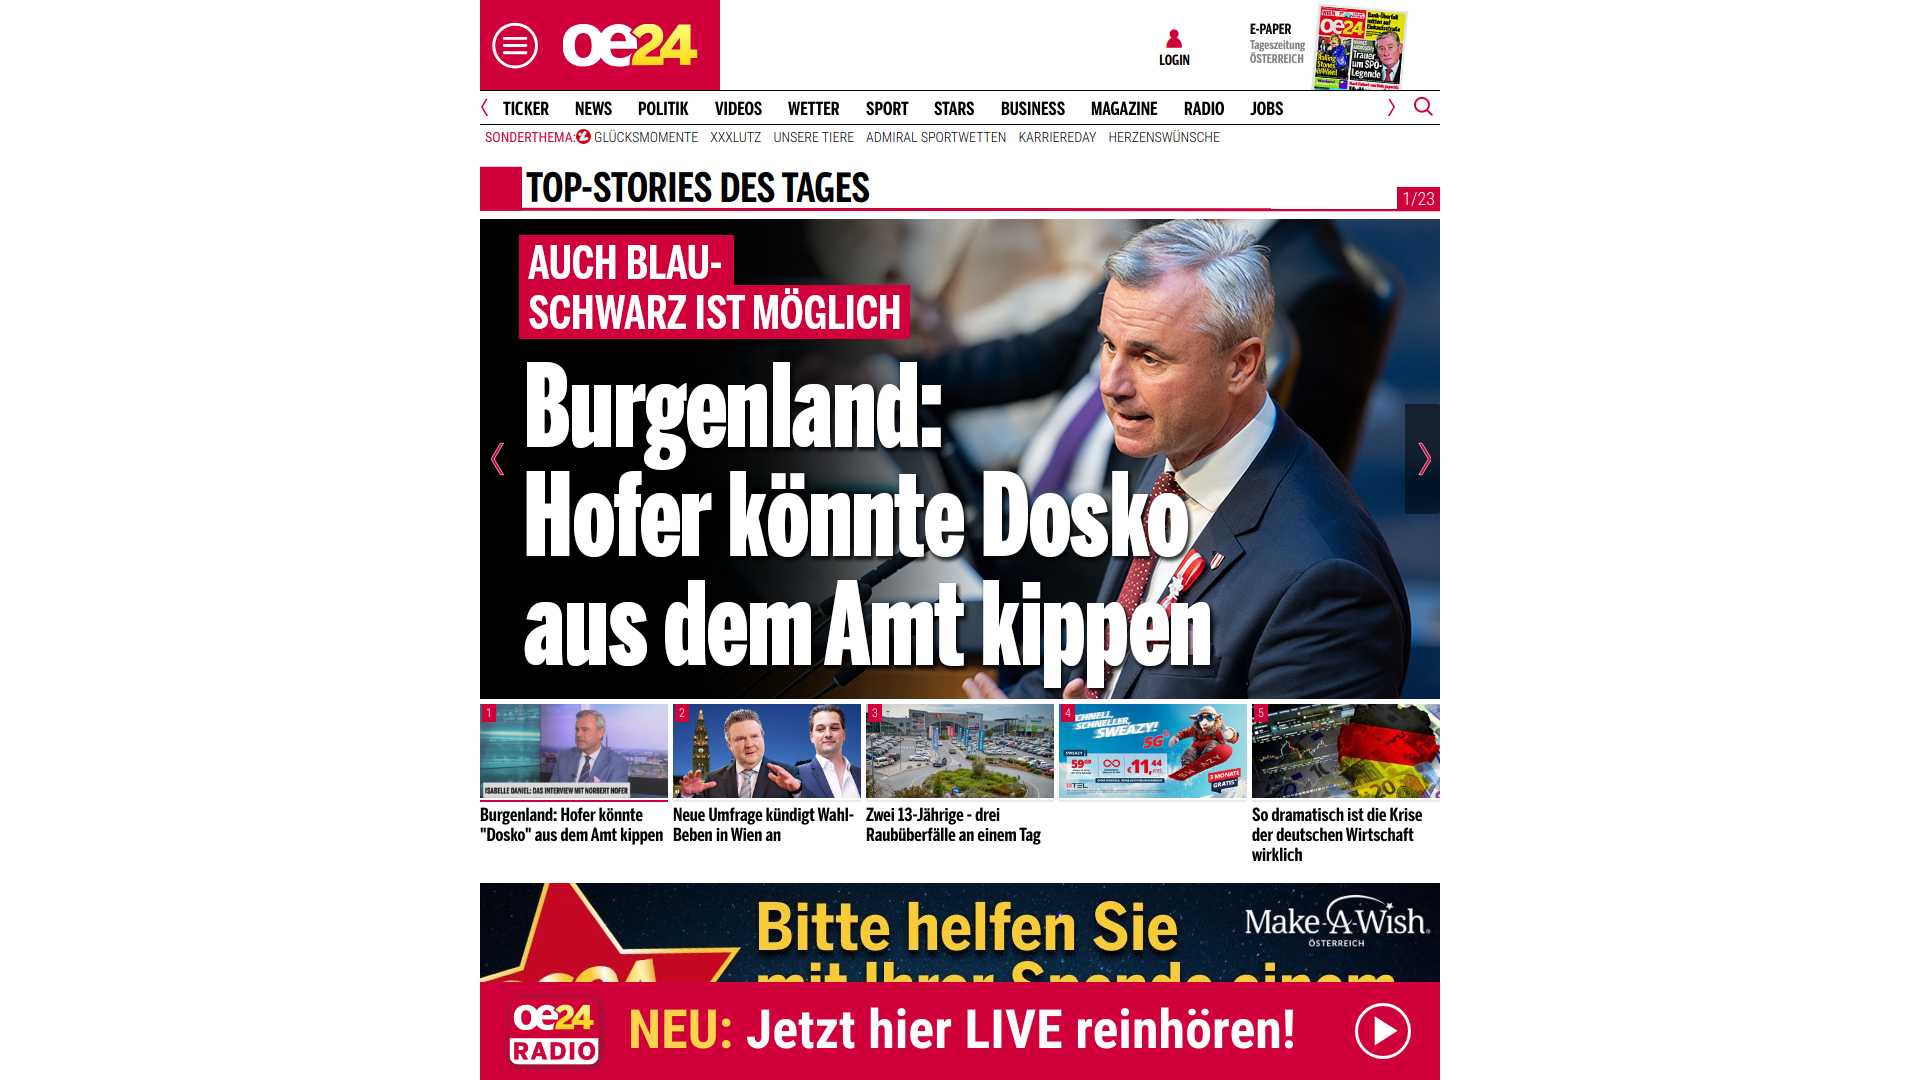 oe24
LOGIN
E-PAPER
Tageszeitung
ÖSTERREICH
oe24
TICKER NEWS POLITIK VIDEOS WETTER SPORT STARS BUSINESS MAGAZINE RADIO JOBS
SONDERTHEMA: GLÜCKSMOMENTE XXXLUTZ UNSERE TIERE ADMIRAL SPORTWETTEN KARRIEREDAY HERZENSWÜNSCHE
TOP-STORIES DES TAGES
1/23
AUCH BLAU-
SCHWARZ IST MÖGLICH
Burgenland:
Hofer könnte Dosko
aus dem Amt kippen
1
2
3
4
5
ISABELLE DANIEL: DAS INTERVIEW MIT NORBERT HOFER
SCHNELL,
SCHNELLER,
SWEAZY!
5G
€11,44
3 MONATE
GRATIS*
Burgenland: Hofer könnte
"Dosko" aus dem Amt kippen
Neue Umfrage kündigt Wahl-
Beben in Wien an
Zwei 13-Jährige - drei
Raubüberfälle an einem Tag
So dramatisch ist die Krise
der deutschen Wirtschaft
wirklich
Bitte helfen Sie
mit Ihrer Spende einem
Make-A-Wish®
ÖSTERREICH
oe24
RADIO
NEU: Jetzt hier LIVE reinhören!